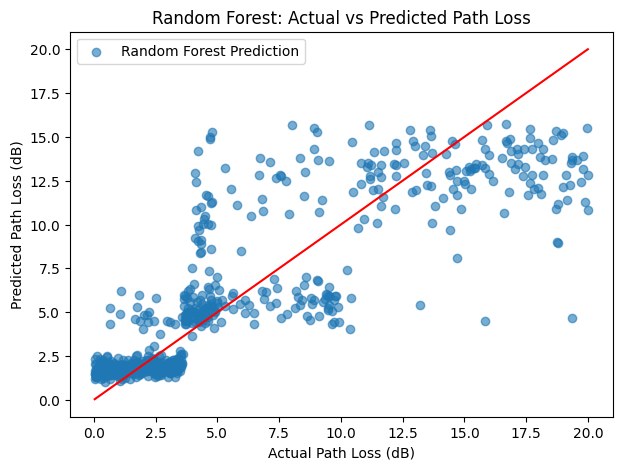 Random Forest: Actual vs Predicted Path Loss
Random Forest Prediction
Predicted Path Loss (dB)
20.0
17.5
15.0
12.5
10.0
7.5
5.0
2.5
0.0
0.0 2.5 5.0 7.5 10.0 12.5 15.0 17.5 20.0
Actual Path Loss (dB)